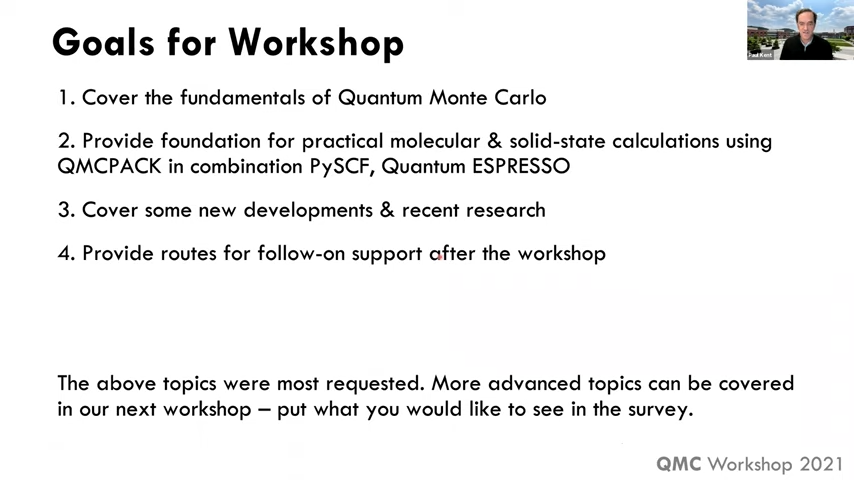 Goals for Workshop
Paul Kent
1. Cover the fundamentals of Quantum Monte Carlo
2. Provide foundation for practical molecular & solid-state calculations using
QMCPACK in combination PySCF, Quantum ESPRESSO
3. Cover some new developments & recent research
4. Provide routes for follow-on support after the workshop
The above topics were most requested. More advanced topics can be covered
in our next workshop – put what you would like to see in the survey.
QMC Workshop 2021